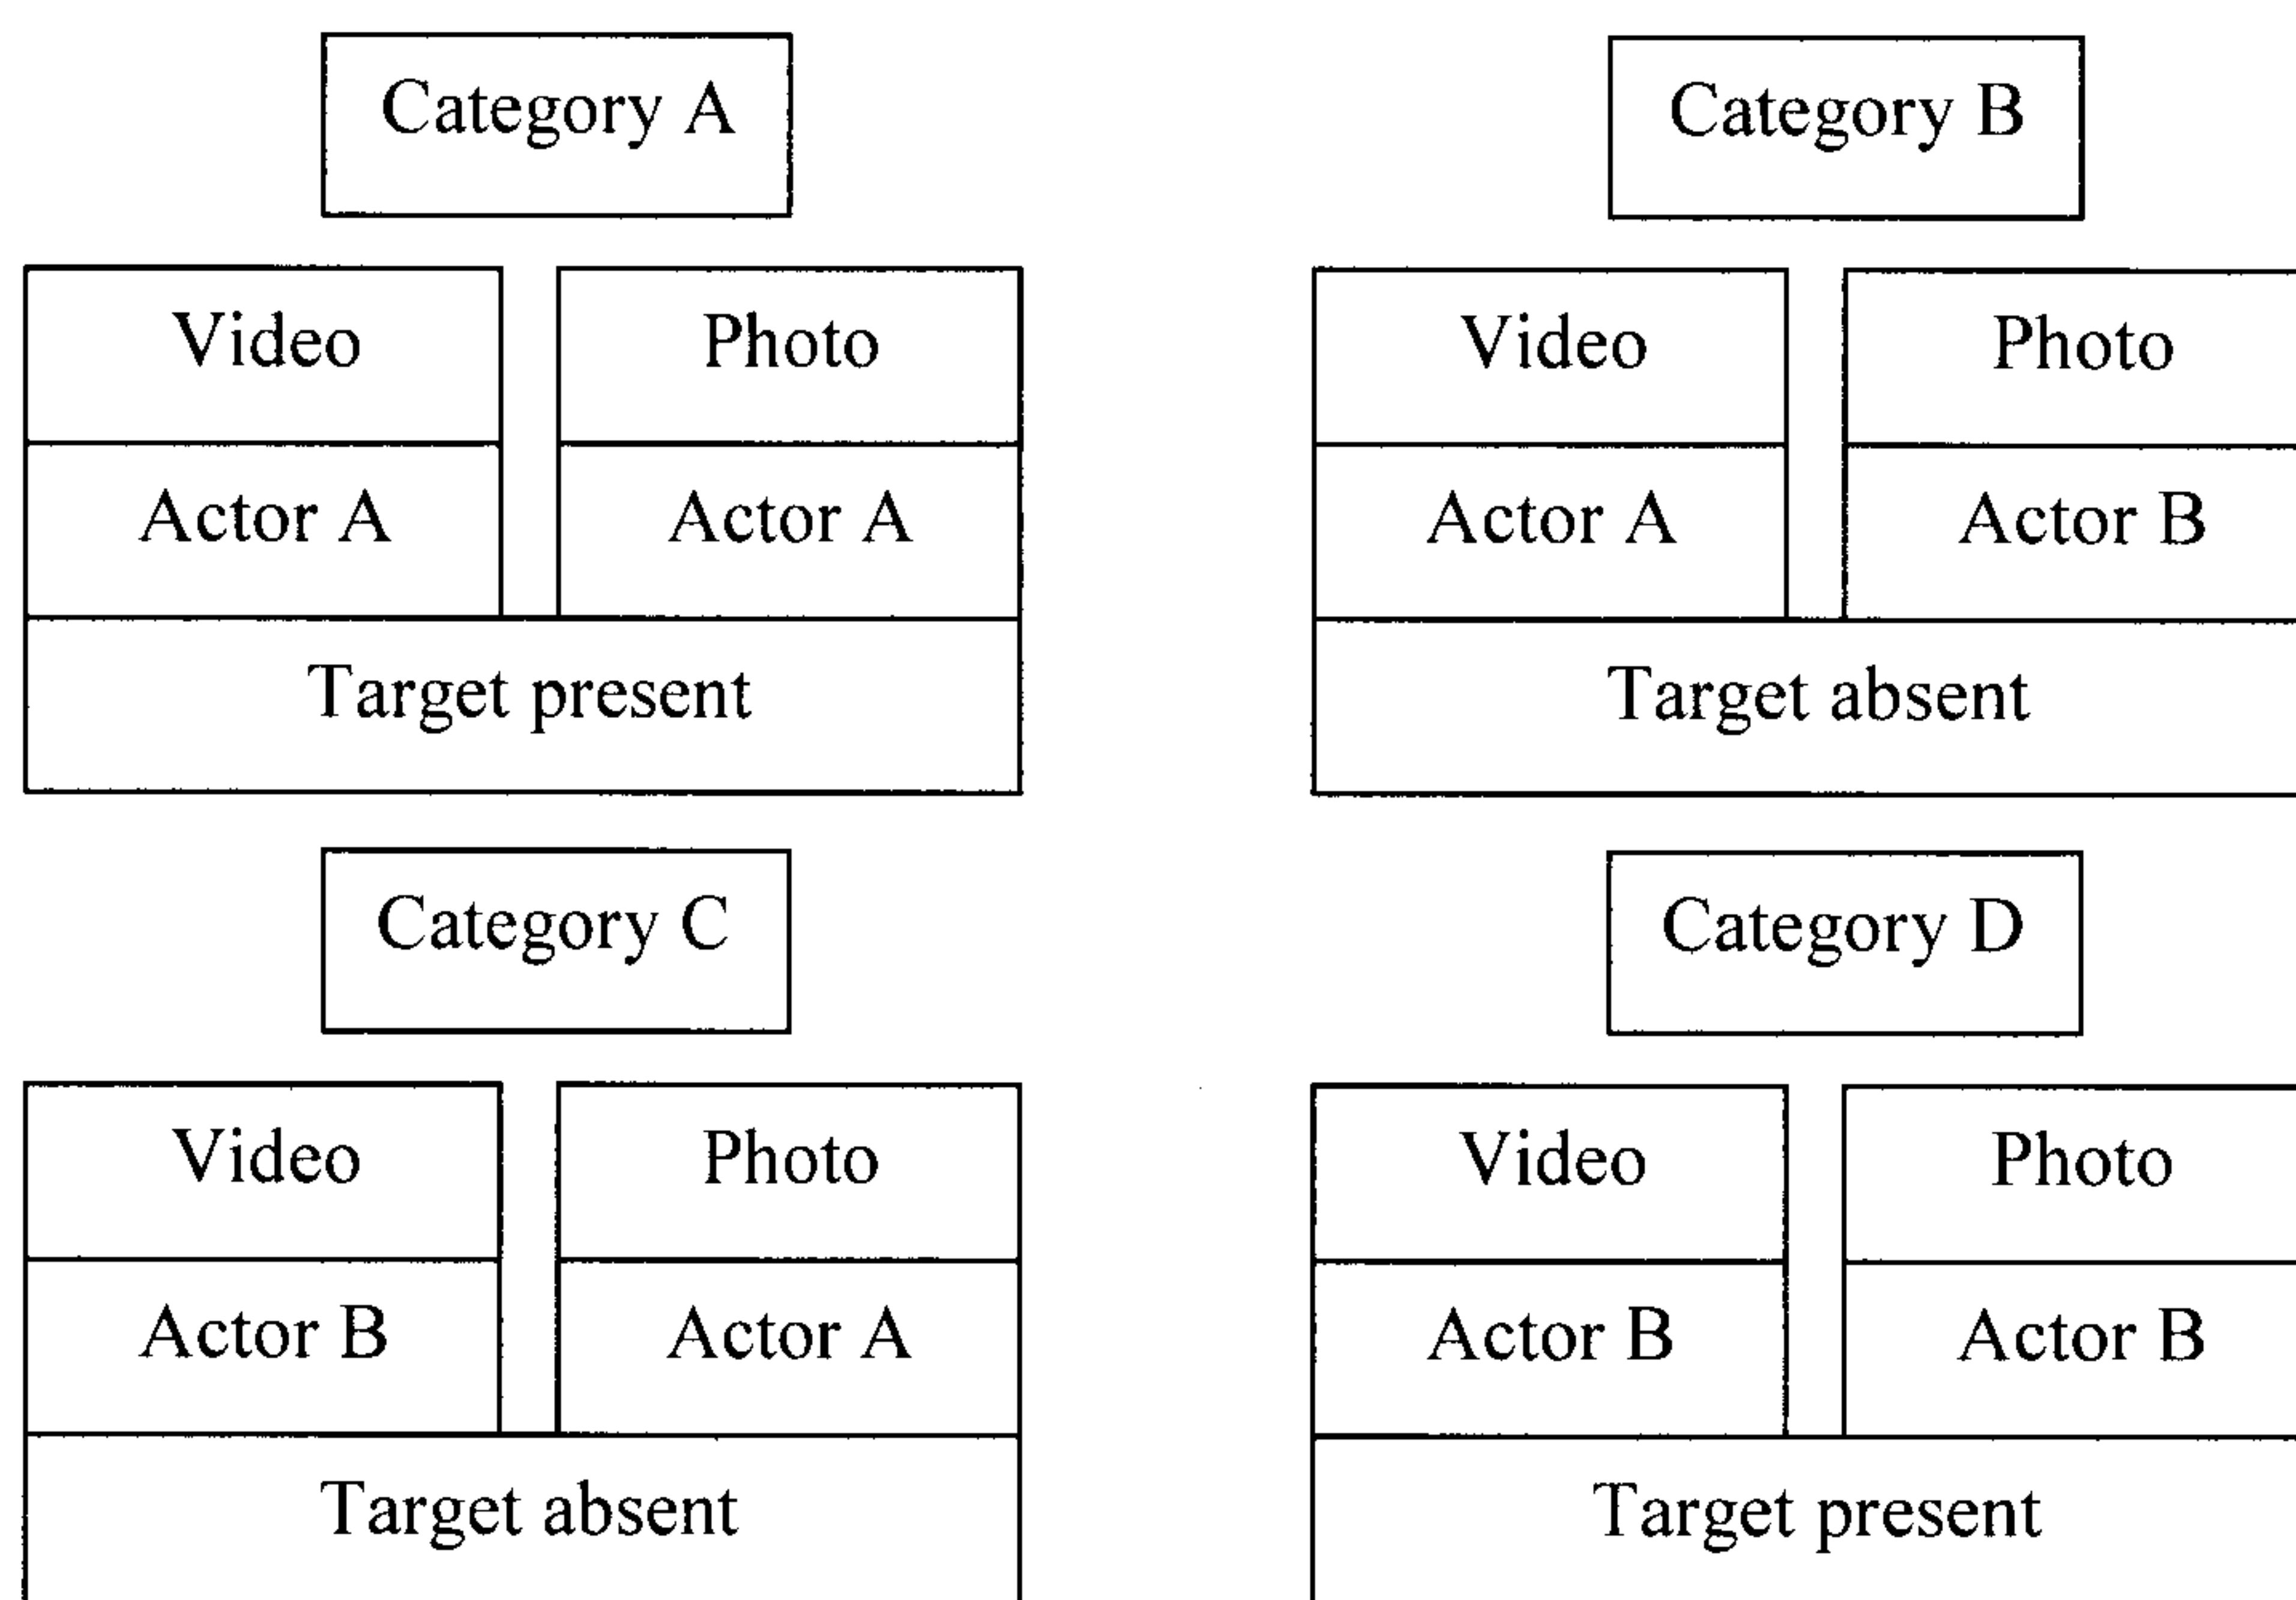 Category A
Category B
Video
Photo
Video
Photo
Actor A
Actor A
Actor A
Actor B
Target present
Target absent
Category C
Category D
Video
Photo
Video
Photo
Actor B
Actor A
Actor B
Actor B
Target absent
Target present